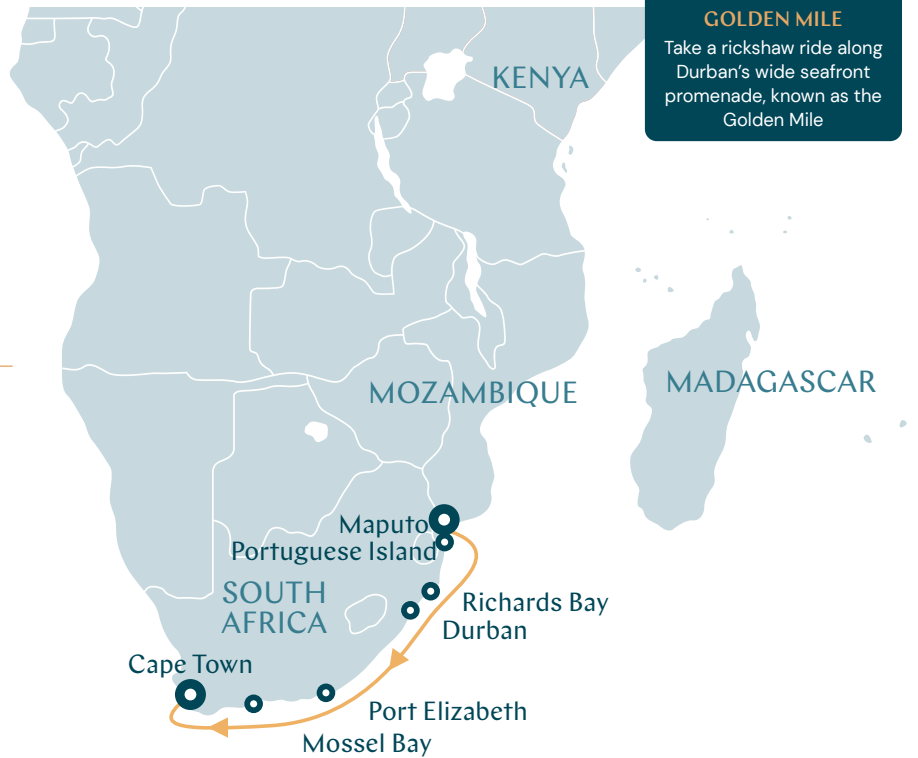 GOLDEN MILE
Take a rickshaw ride along
Durban’s wide seafront
promenade, known as the
Golden Mile
KENYA
MADAGASCAR
MOZAMBIQUE
Maputo
Portuguese Island
SOUTH
AFRICA
Richards Bay
Durban
Cape Town
Port Elizabeth
Mossel Bay